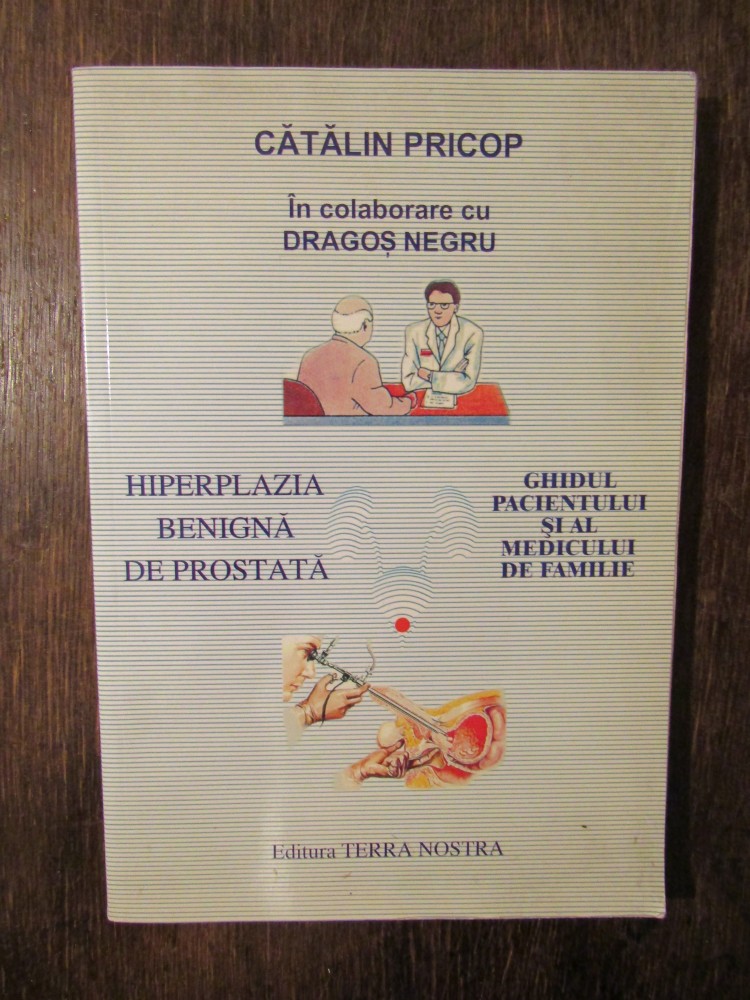 CĂTĂLIN PRICOP
În colaborare cu
DRAGOȘ NEGRU
HIPERPLAZIA
BENIGNĂ
DE PROSTATĂ
GHIDUL
PACIENTULUI
ȘI AL
MEDICULUI
DE FAMILIE
Editura TERRA NOSTRA